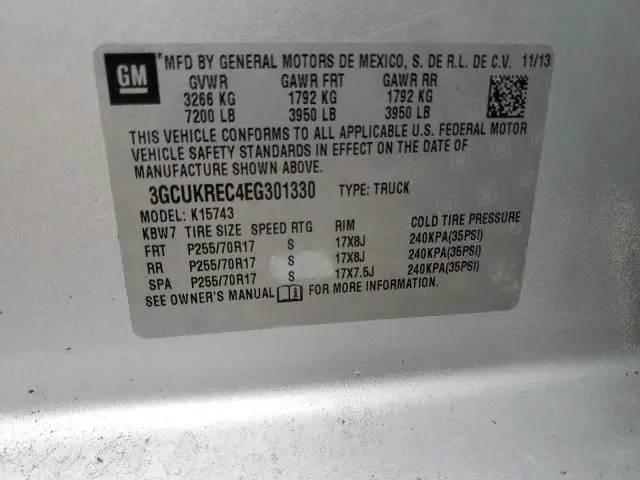 GM
*MFD BY GENERAL MOTORS DE MEXICO, S. DE R.L. DE C.V. 11/13
GVWR GAWR FRT GAWR RR
3266 KG 1792 KG 1792 KG
7200 LB 3950 LB 3950 LB
THIS VEHICLE CONFORMS TO ALL APPLICABLE U.S. FEDERAL MOTOR
VEHICLE SAFETY STANDARDS IN EFFECT ON THE DATE OF
MANUFACTURE SHOWN ABOVE.
3GCUKREC4EG301330 TYPE: TRUCK
MODEL: K15743
KBW7 TIRE SIZE SPEED RTG RIM COLD TIRE PRESSURE
FRT P255/70R17 S 17X8J 240KPA(35PSI)
RR P255/70R17 S 17X8J 240KPA(35PSI)
SPA P255/70R17 S 17X7.5J 240KPA(35PSI)
SEE OWNER'S MANUAL FOR MORE INFORMATION.